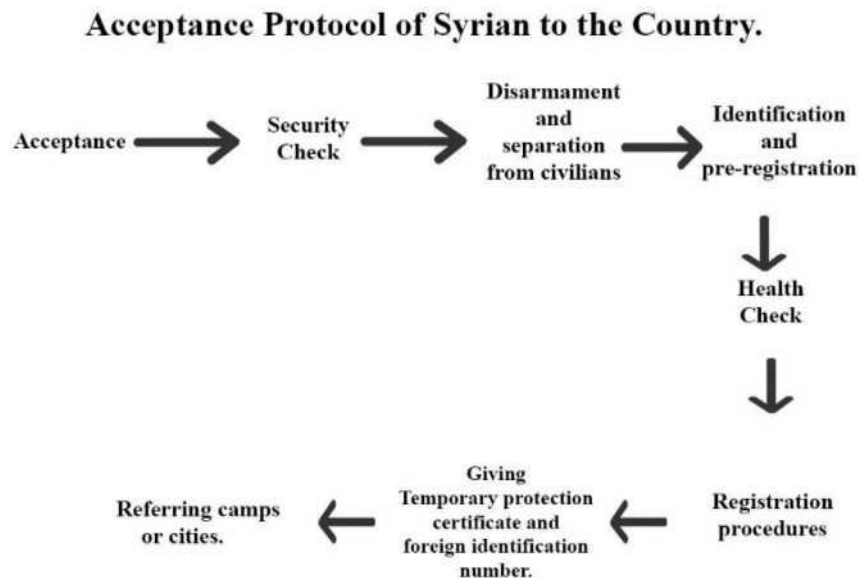 Acceptance Protocol of Syrian to the Country.
Acceptance
Security
Check
Disarmament
and
separation
from civilians
Identification
and
pre-registration
Health
Check
Registration
procedures
Giving
Temporary protection
certificate and
foreign identification
number.
Referring camps
or cities.